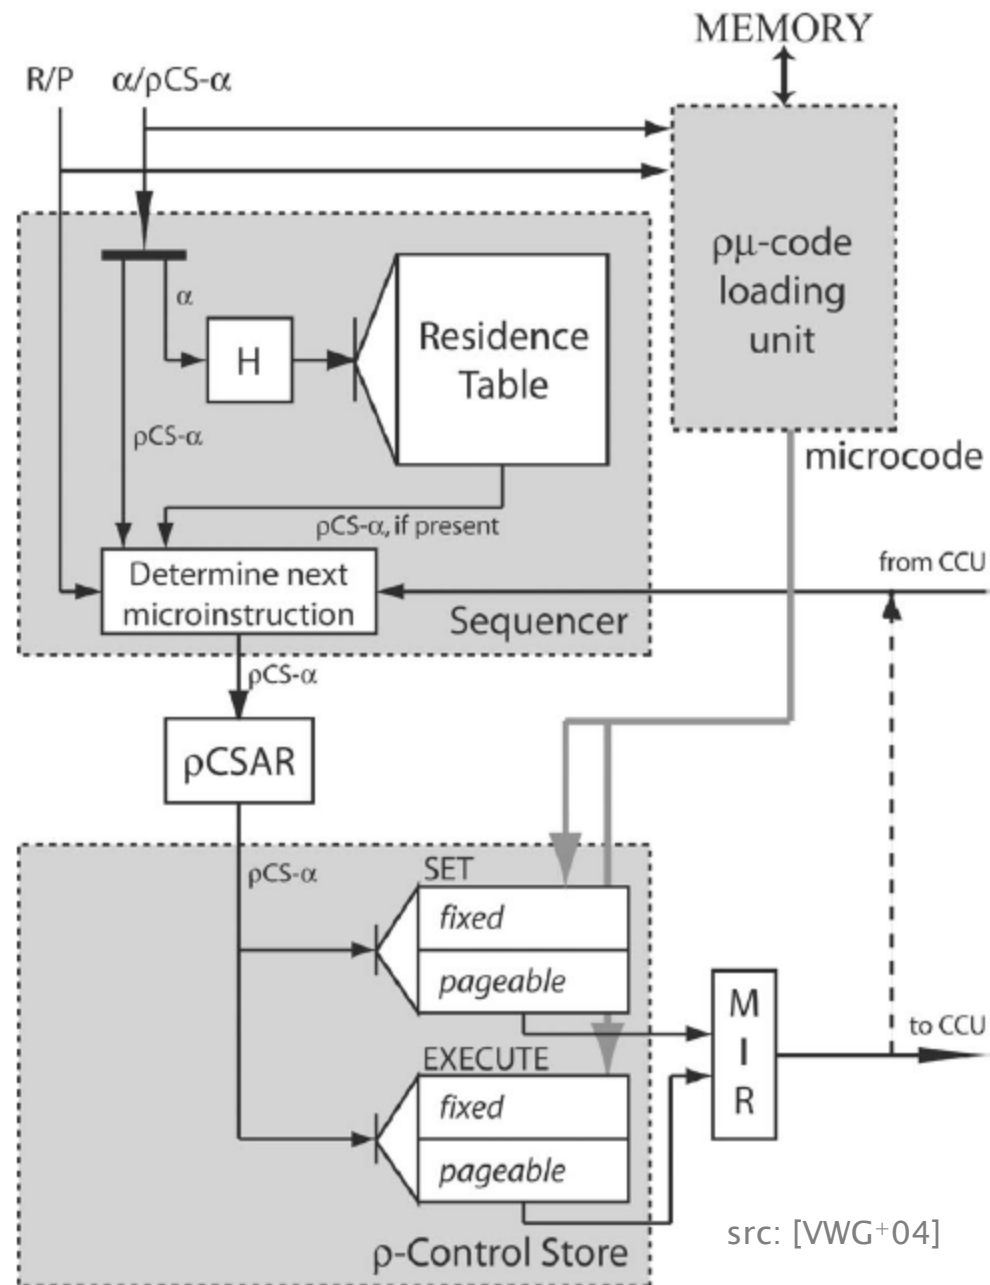 MEMORY
R/P
α/ρCS-α
ρμ-code
loading
unit
α
H
Residence
Table
ρCS-α
microcode
ρCS-α, if present
from CCU
Determine next
microinstruction
Sequencer
ρCS-α
ρCSAR
ρCS-α
SET
fixed
pageable
M
I
R
to CCU
EXECUTE
fixed
pageable
ρ-Control Store
src: [VWG+04]